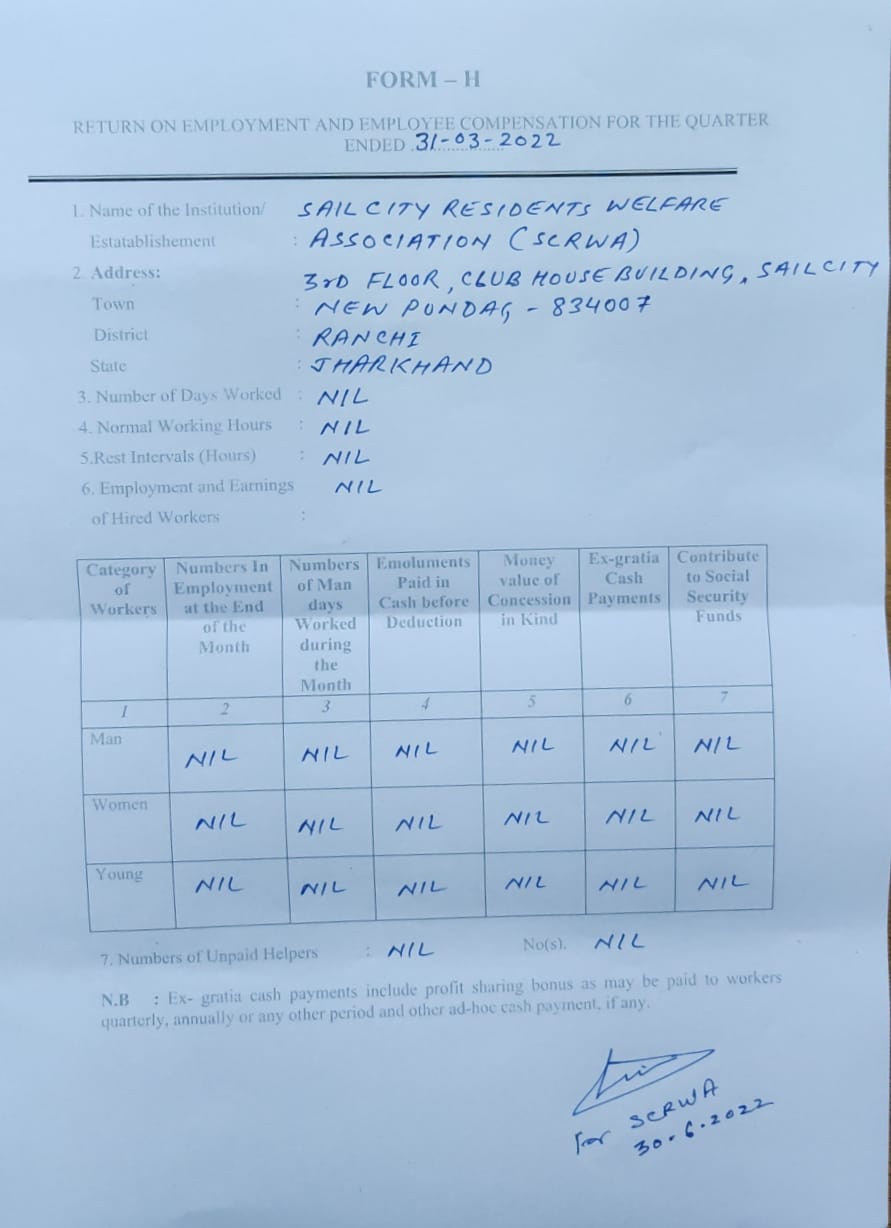 FORM – H
RETURN ON EMPLOYMENT AND EMPLOYEE COMPENSATION FOR THE QUARTER
ENDED .31-03-2022
1. Name of the Institution/ SAIL CITY RESIDENTS WELFARE
Estatablishement : ASSOCIATION (SCRWA)
2. Address: 3rD FLOOR, CLUB HOUSE BUILDING, SAIL CITY
Town : NEW PUNDAG - 834007
District : RANCHI
State : JHARKHAND
3. Number of Days Worked : NIL
4. Normal Working Hours : NIL
5.Rest Intervals (Hours) : NIL
6. Employment and Earnings NIL
of Hired Workers :
Category of Workers Numbers In Employment at the End of the Month Numbers of Man days Worked during the Month Emoluments Paid in Cash before Deduction Money value of Concession in Kind Ex-gratia Cash Payments Contribute to Social Security Funds
1 2 3 4 5 6 7
Man NIL NIL NIL NIL NIL NIL
Women NIL NIL NIL NIL NIL NIL
Young NIL NIL NIL NIL NIL NIL
7. Numbers of Unpaid Helpers : NIL No(s). NIL
N.B : Ex- gratia cash payments include profit sharing bonus as may be paid to workers
quarterly, annually or any other period and other ad-hoc cash payment, if any.
For SCRWA
30.6.2022